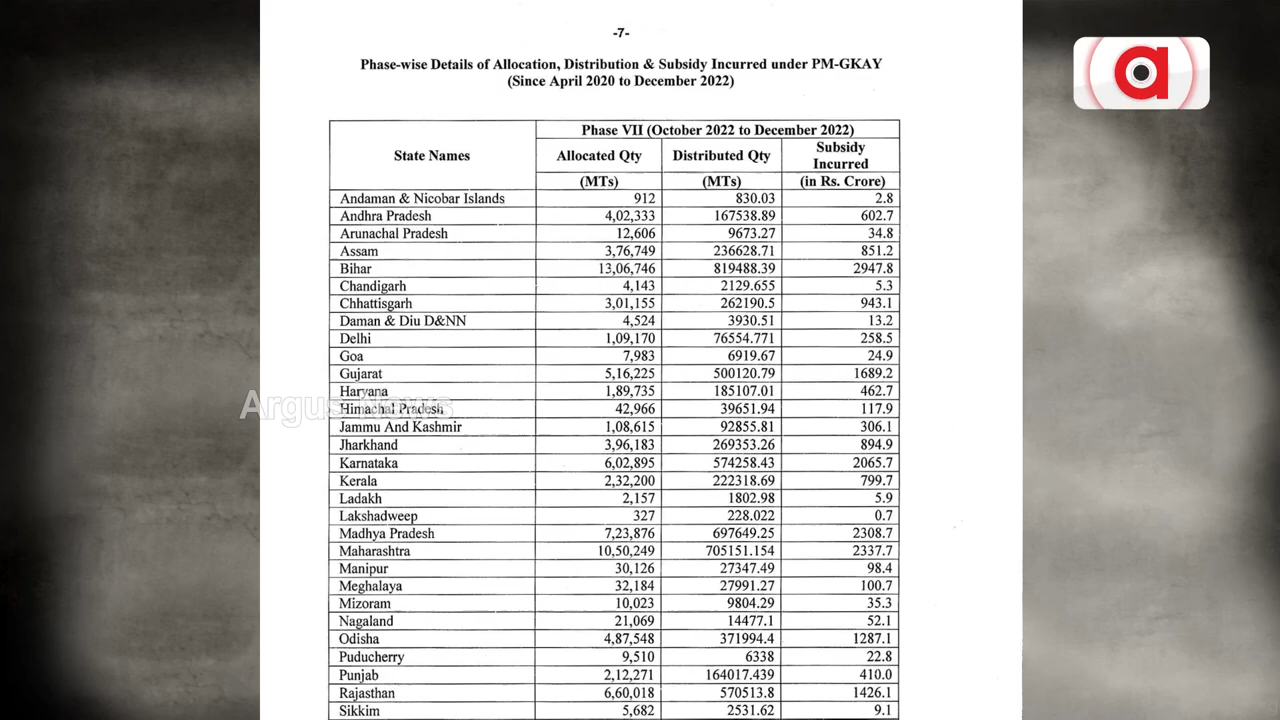 -7-
Phase-wise Details of Allocation, Distribution & Subsidy Incurred under PM-GKAY
(Since April 2020 to December 2022)
State Names Phase VII (October 2022 to December 2022)
Allocated Qty Distributed Qty Subsidy Incurred
(MTs) (MTs) (in Rs. Crore)
Andaman & Nicobar Islands 912 830.03 2.8
Andhra Pradesh 4,02,333 167538.89 602.7
Arunachal Pradesh 12,606 9673.27 34.8
Assam 3,76,749 236628.71 851.2
Bihar 13,06,746 819488.39 2947.8
Chandigarh 4,143 2129.655 5.3
Chhattisgarh 3,01,155 262190.5 943.1
Daman & Diu D&NN 4,524 3930.51 13.2
Delhi 1,09,170 76554.771 258.5
Goa 7,983 6919.67 24.9
Gujarat 5,16,225 500120.79 1689.2
Haryana 1,89,735 185107.01 462.7
Argus News
Himachal Pradesh 42,966 39651.94 117.9
Jammu And Kashmir 1,08,615 92855.81 306.1
Jharkhand 3,96,183 269353.26 894.9
Karnataka 6,02,895 574258.43 2065.7
Kerala 2,32,200 222318.69 799.7
Ladakh 2,157 1802.98 5.9
Lakshadweep 327 228.022 0.7
Madhya Pradesh 7,23,876 697649.25 2308.7
Maharashtra 10,50,249 705151.154 2337.7
Manipur 30,126 27347.49 98.4
Meghalaya 32,184 27991.27 100.7
Mizoram 10,023 9804.29 35.3
Nagaland 21,069 14477.1 52.1
Odisha 4,87,548 371994.4 1287.1
Puducherry 9,510 6338 22.8
Punjab 2,12,271 164017.439 410.0
Rajasthan 6,60,018 570513.8 1426.1
Sikkim 5,682 2531.62 9.1
a